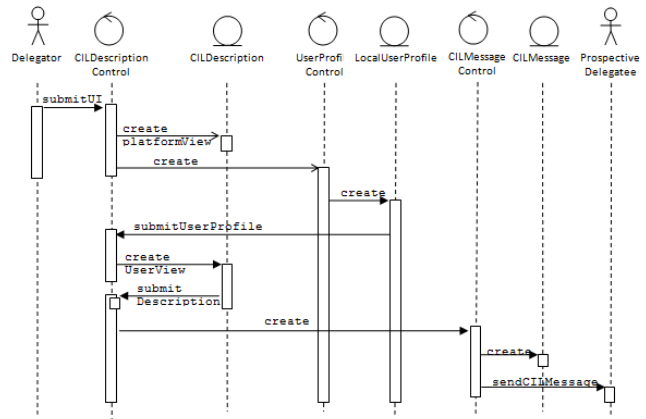 Delegator
CILDescription
Control
CILDescription
UserProfi
Control
LocalUserProfile
CILMessage
Control
CILMessage
Prospective
Delegatee
submitUI
create
platformView
create
create
submitUserProfile
create
UserView
submit
Description
create
create
sendCILMessage